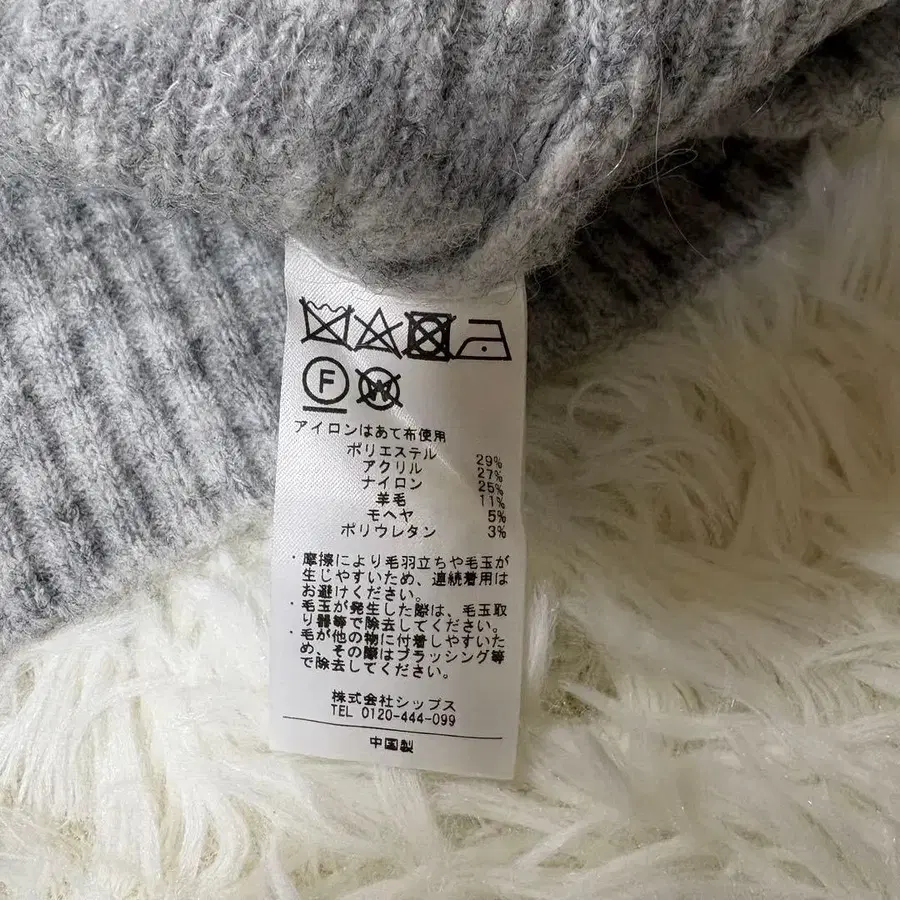 F W
アイロンはあて布使用
ポリエステル 29%
アクリル 27%
ナイロン 25%
羊毛 11%
モヘヤ 5%
ポリウレタン 3%
・摩擦により毛羽立ちや毛玉が
生じやすいため、連続着用は
お避けください。
・毛玉が発生した際は、毛玉取
り器等で除去してください。
・毛が他の物に付着しやすいた
め、その際はブラッシング等
で除去してください。
株式会社シップス
TEL 0120-444-099
中国製